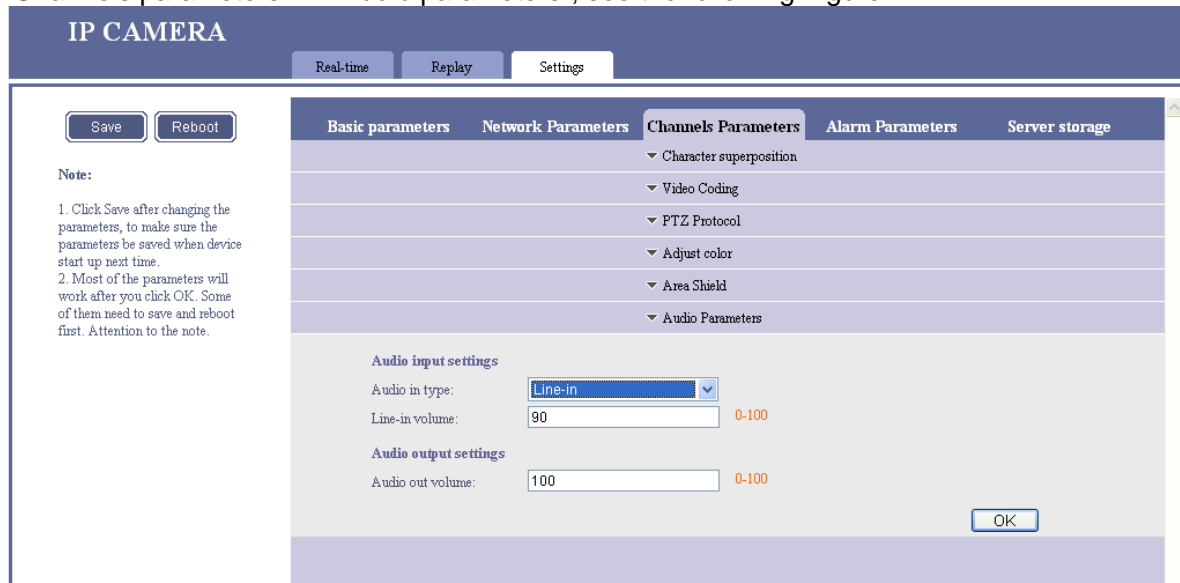 IP CAMERA
Real-time Replay Settings
Save Reboot
Note:
1. Click Save after changing the
parameters, to make sure the
parameters be saved when device
start up next time.
2. Most of the parameters will
work after you click OK. Some
of them need to save and reboot
first. Attention to the note.
Basic parameters Network Parameters Channels Parameters Alarm Parameters Server storage
Character superposition
Video Coding
PTZ Protocol
Adjust color
Area Shield
Audio Parameters
Audio input settings
Audio in type: Line-in
Line-in volume: 90 0-100
Audio output settings
Audio out volume: 100 0-100
OK